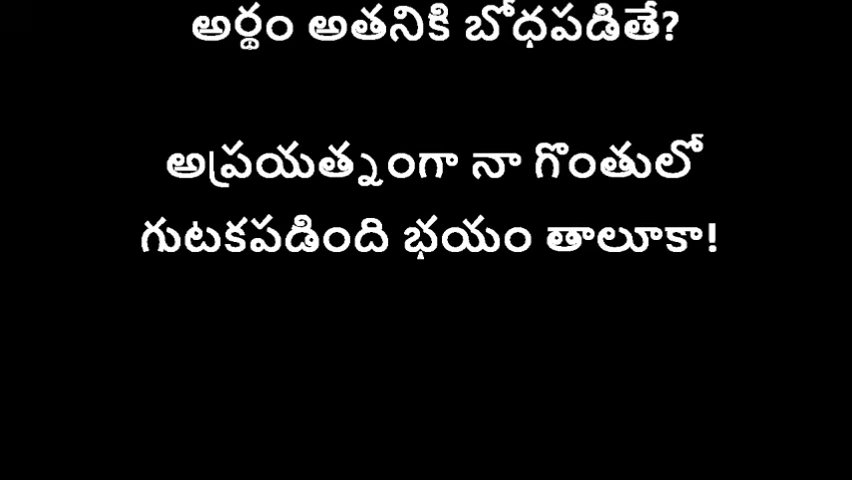 అర్థం అతనికి బోధపడితే?
అప్రయత్నంగా నా గొంతులో
గుటకపడింది భయం తాలూకా!